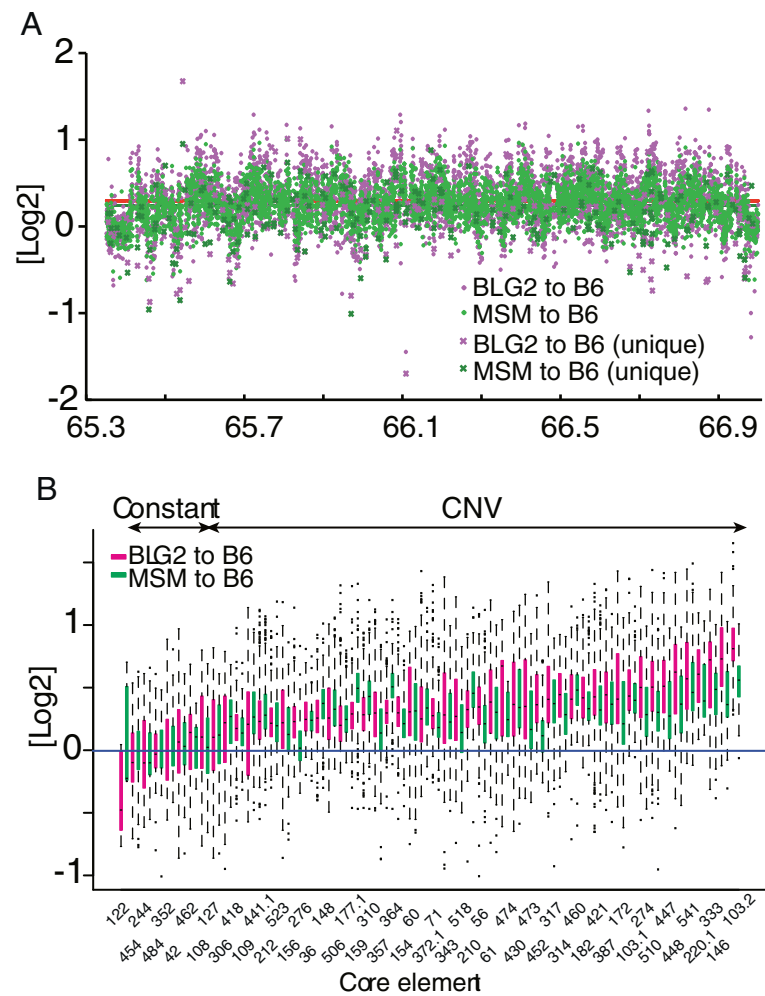 A
2
1
0
-1
-2
[Log2]
BLG2 to B6
MSM to B6
BLG2 to B6 (unique)
MSM to B6 (unique)
65.3 65.7 66.1 66.5 66.9
B
Constant CNV
BLG2 to B6
MSM to B6
1
0
-1
[Log2]
122 244 352 462 127 418 441.1 523 276 148 177.1 310 364 60 71 518 56 474 473 317 460 421 172 274 447 541 333 103.2
454 484 42 108 306 109 212 156 36 506 159 357 154 372.1 343 210 61 430 452 314 182 387 103.1 510 448 220.1 146
Core element